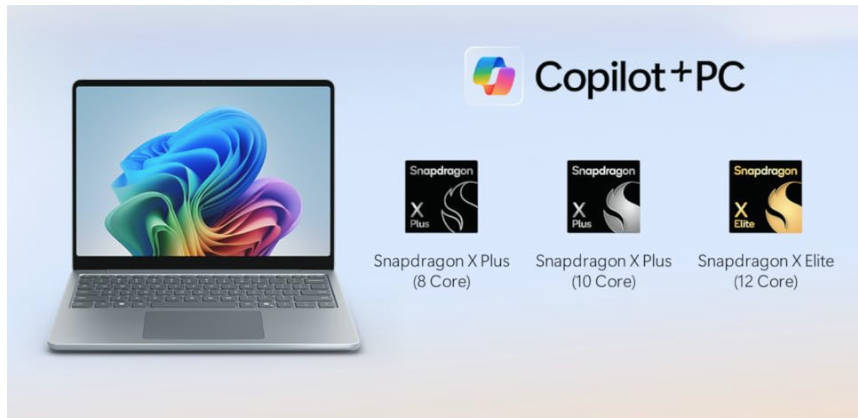 Copilot+PC
Snapdragon
X
Plus
Snapdragon
X
Plus
Snapdragon
X
Elite
Snapdragon X Plus
(8 Core)
Snapdragon X Plus
(10 Core)
Snapdragon X Elite
(12 Core)